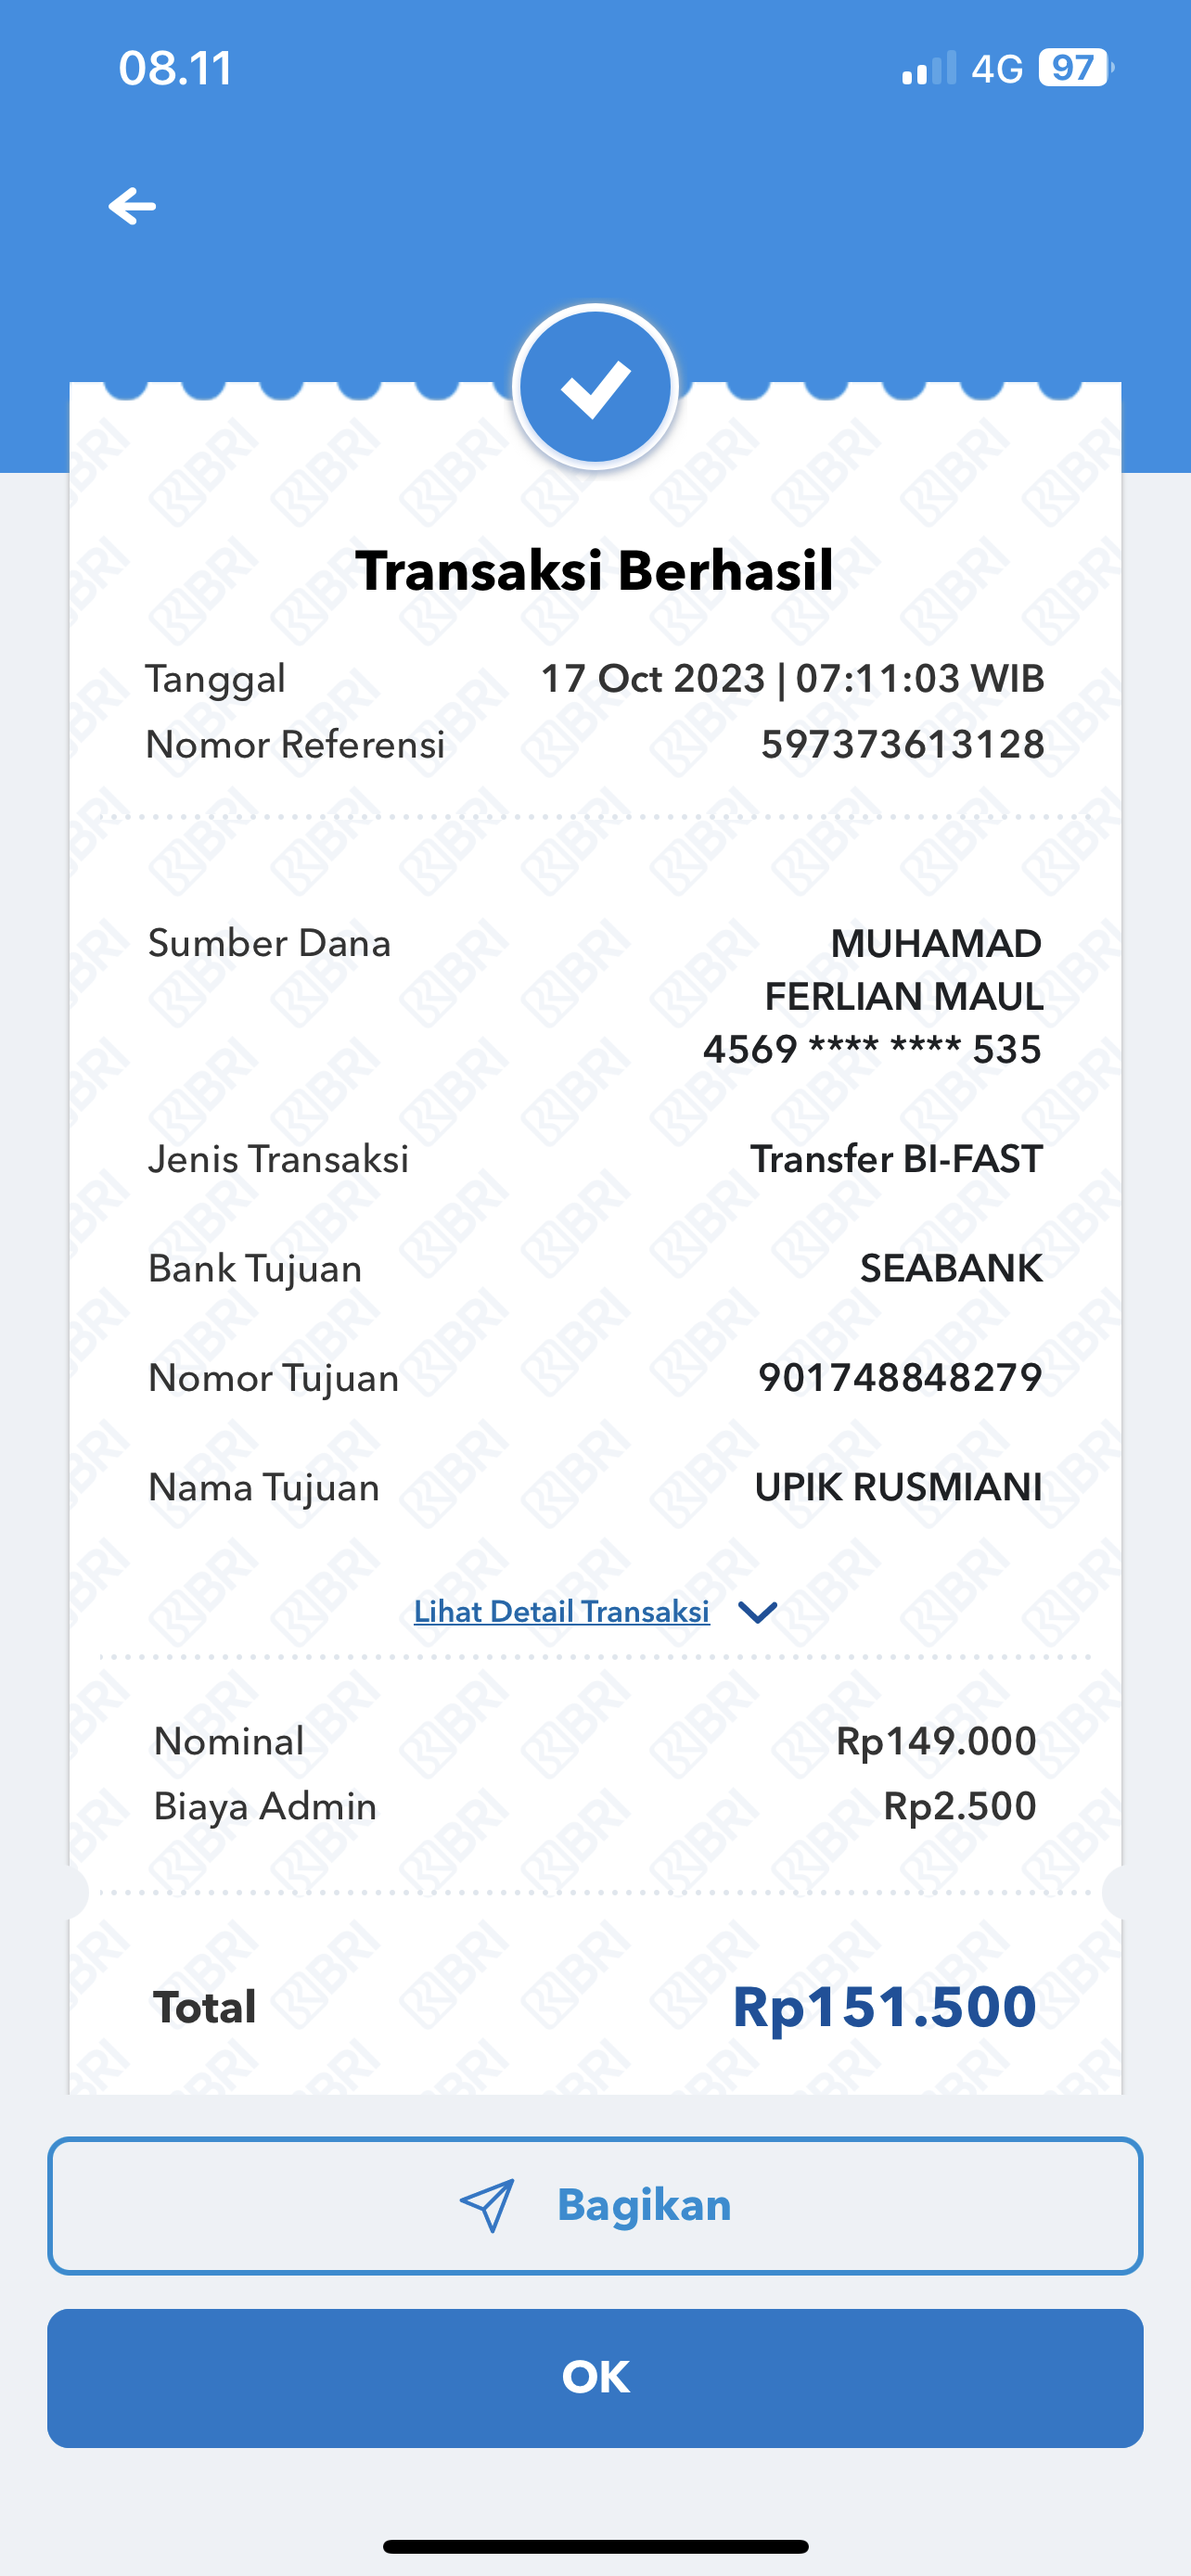 08.11 4G 97
Transaksi Berhasil
Tanggal 17 Oct 2023 | 07:11:03 WIB
Nomor Referensi 597373613128
Sumber Dana MUHAMAD
FERLIAN MAUL
4569 **** **** 535
Jenis Transaksi Transfer BI-FAST
Bank Tujuan SEABANK
Nomor Tujuan 901748848279
Nama Tujuan UPIK RUSMIANI
Lihat Detail Transaksi
Nominal Rp149.000
Biaya Admin Rp2.500
Total Rp151.500
Bagikan
OK